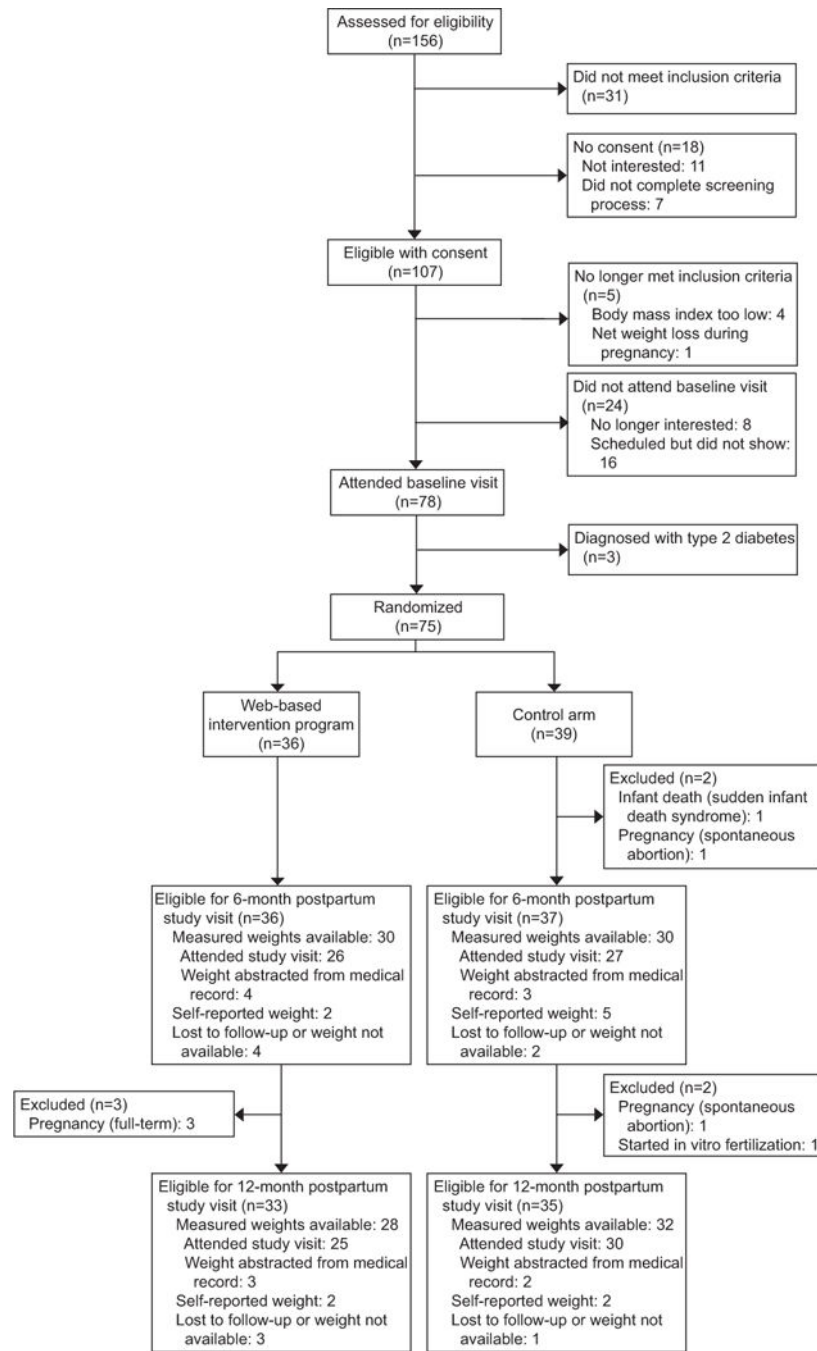 Assessed for eligibility
(n=156)
Did not meet inclusion criteria
(n=31)
No consent (n=18)
Not interested: 11
Did not complete screening
process: 7
Eligible with consent
(n=107)
No longer met inclusion criteria
(n=5)
Body mass index too low: 4
Net weight loss during
pregnancy: 1
Did not attend baseline visit
(n=24)
No longer interested: 8
Scheduled but did not show:
16
Attended baseline visit
(n=78)
Diagnosed with type 2 diabetes
(n=3)
Randomized
(n=75)
Web-based
intervention program
(n=36)
Control arm
(n=39)
Excluded (n=2)
Infant death (sudden infant
death syndrome): 1
Pregnancy (spontaneous
abortion): 1
Eligible for 6-month postpartum
study visit (n=36)
Measured weights available: 30
Attended study visit: 26
Weight abstracted from medical
record: 4
Self-reported weight: 2
Lost to follow-up or weight not
available: 4
Eligible for 6-month postpartum
study visit (n=37)
Measured weights available: 30
Attended study visit: 27
Weight abstracted from medical
record: 3
Self-reported weight: 5
Lost to follow-up or weight not
available: 2
Excluded (n=3)
Pregnancy (full-term): 3
Excluded (n=2)
Pregnancy (spontaneous
abortion): 1
Started in vitro fertilization: 1
Eligible for 12-month postpartum
study visit (n=33)
Measured weights available: 28
Attended study visit: 25
Weight abstracted from medical
record: 3
Self-reported weight: 2
Lost to follow-up or weight not
available: 3
Eligible for 12-month postpartum
study visit (n=35)
Measured weights available: 32
Attended study visit: 30
Weight abstracted from medical
record: 2
Self-reported weight: 2
Lost to follow-up or weight not
available: 1